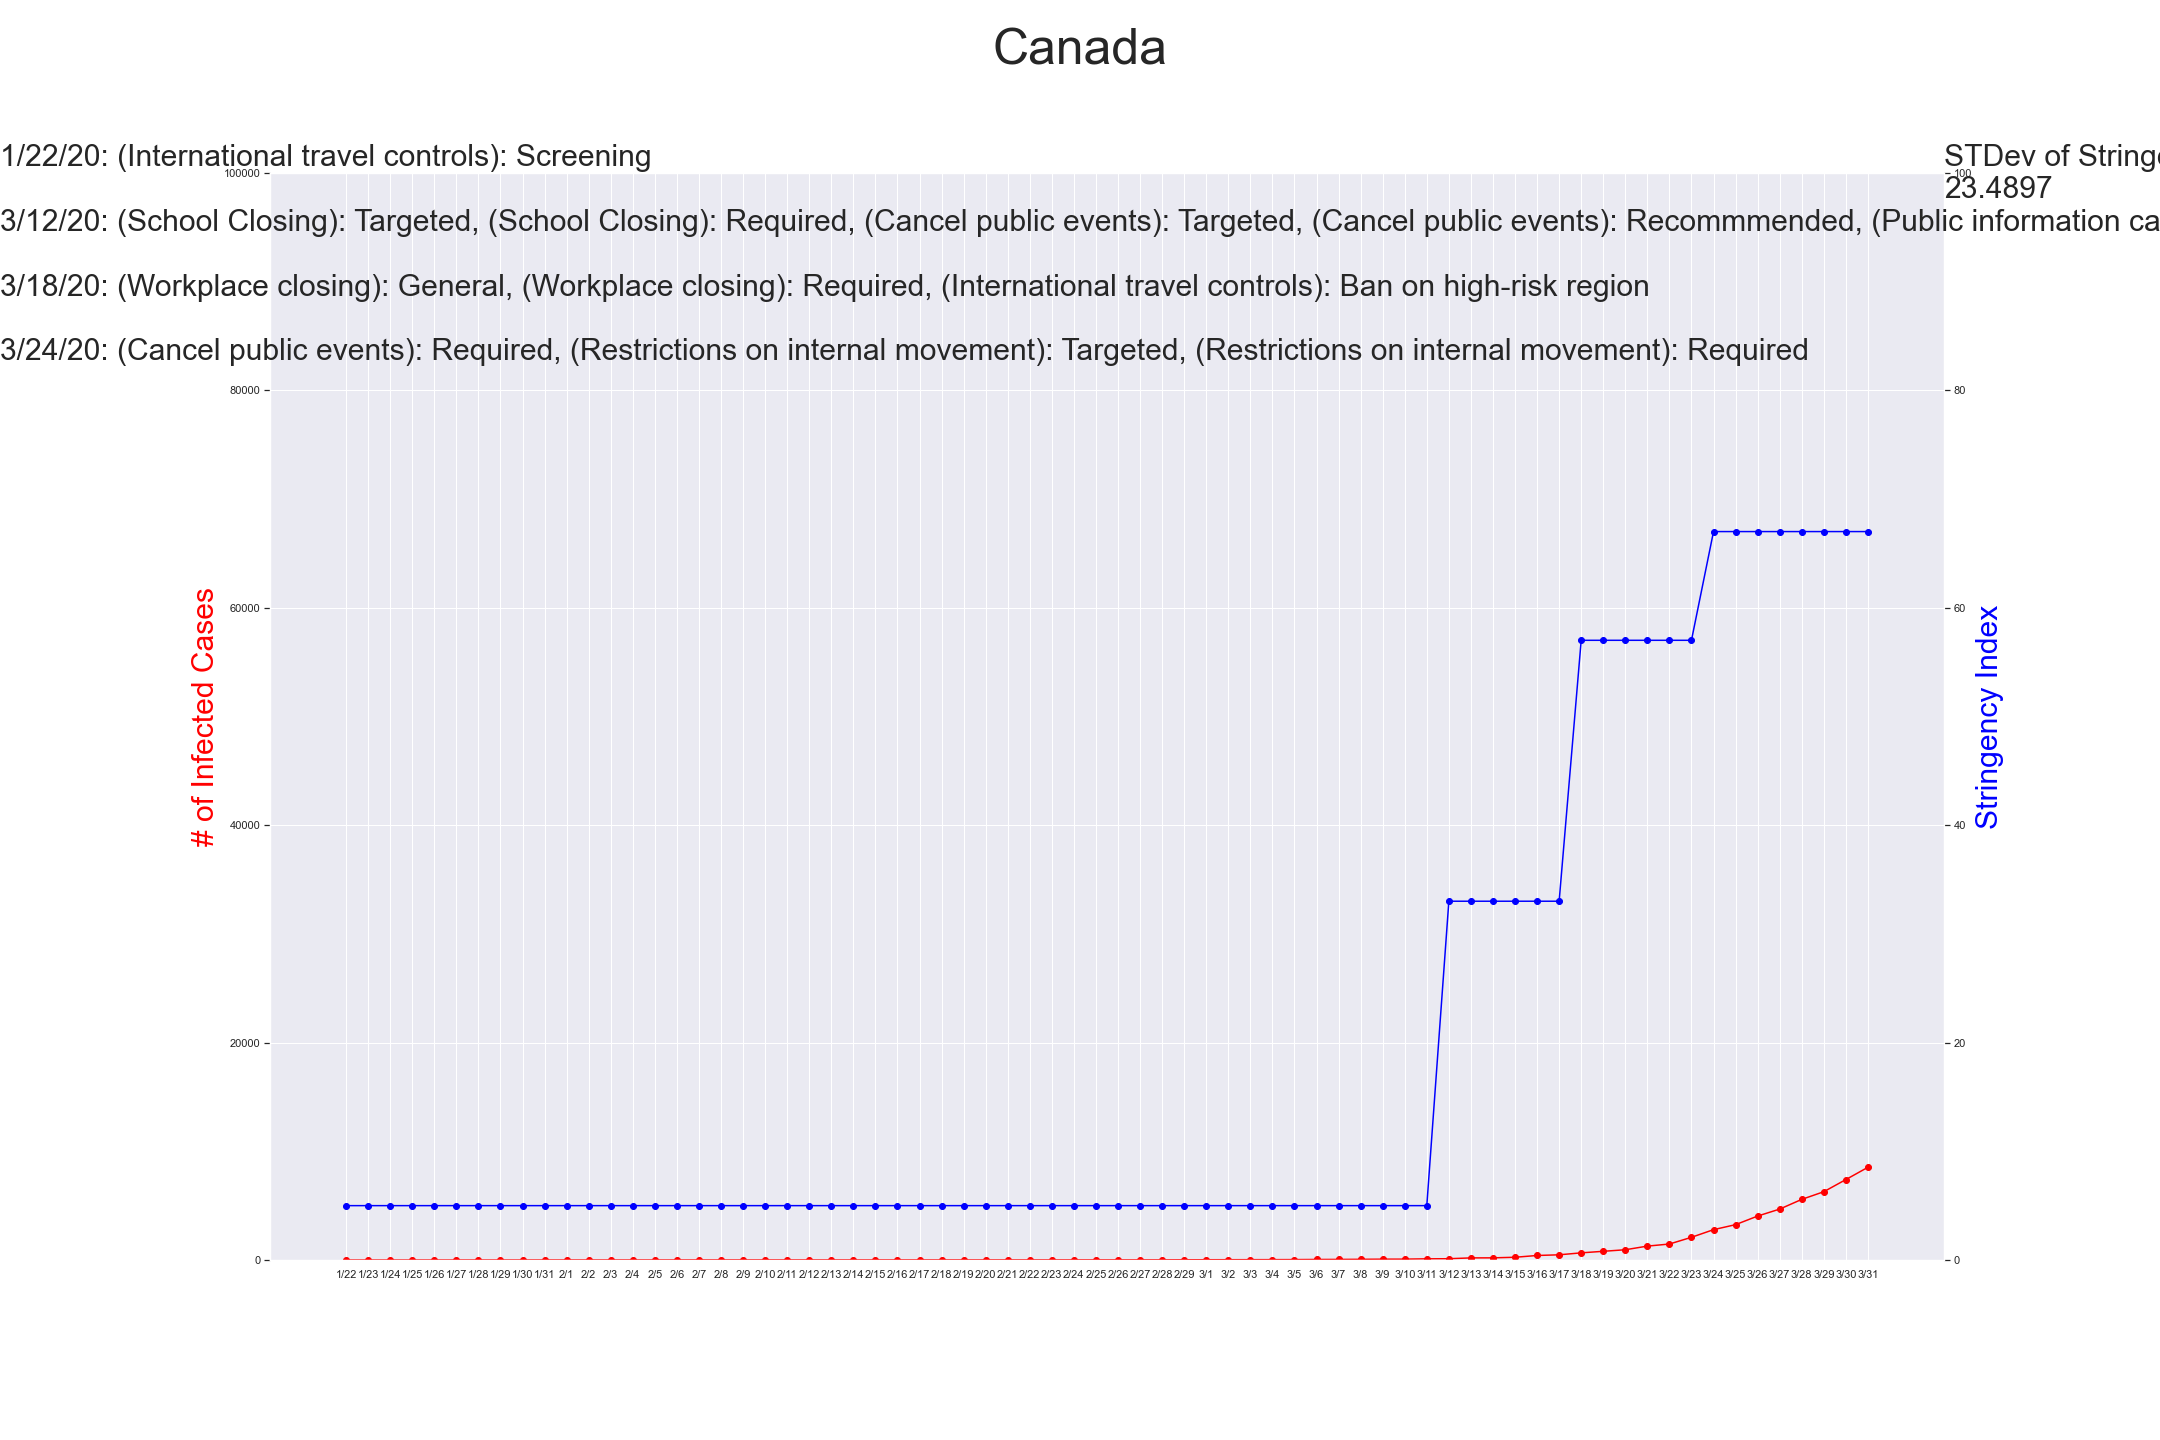 Canada
1/22/20: (International travel controls): Screening
STDev of Stringe
23.4897
3/12/20: (School Closing): Targeted, (School Closing): Required, (Cancel public events): Targeted, (Cancel public events): Recommmended, (Public information ca
3/18/20: (Workplace closing): General, (Workplace closing): Required, (International travel controls): Ban on high-risk region
3/24/20: (Cancel public events): Required, (Restrictions on internal movement): Targeted, (Restrictions on internal movement): Required
100000
80000
60000
40000
20000
0
# of Infected Cases
100
80
60
40
20
0
Stringency Index
1/22 1/23 1/24 1/25 1/26 1/27 1/28 1/29 1/30 1/31 2/1 2/2 2/3 2/4 2/5 2/6 2/7 2/8 2/9 2/10 2/11 2/12 2/13 2/14 2/15 2/16 2/17 2/18 2/19 2/20 2/21 2/22 2/23 2/24 2/25 2/26 2/27 2/28 2/29 3/1 3/2 3/3 3/4 3/5 3/6 3/7 3/8 3/9 3/10 3/11 3/12 3/13 3/14 3/15 3/16 3/17 3/18 3/19 3/20 3/21 3/22 3/23 3/24 3/25 3/26 3/27 3/28 3/29 3/30 3/31